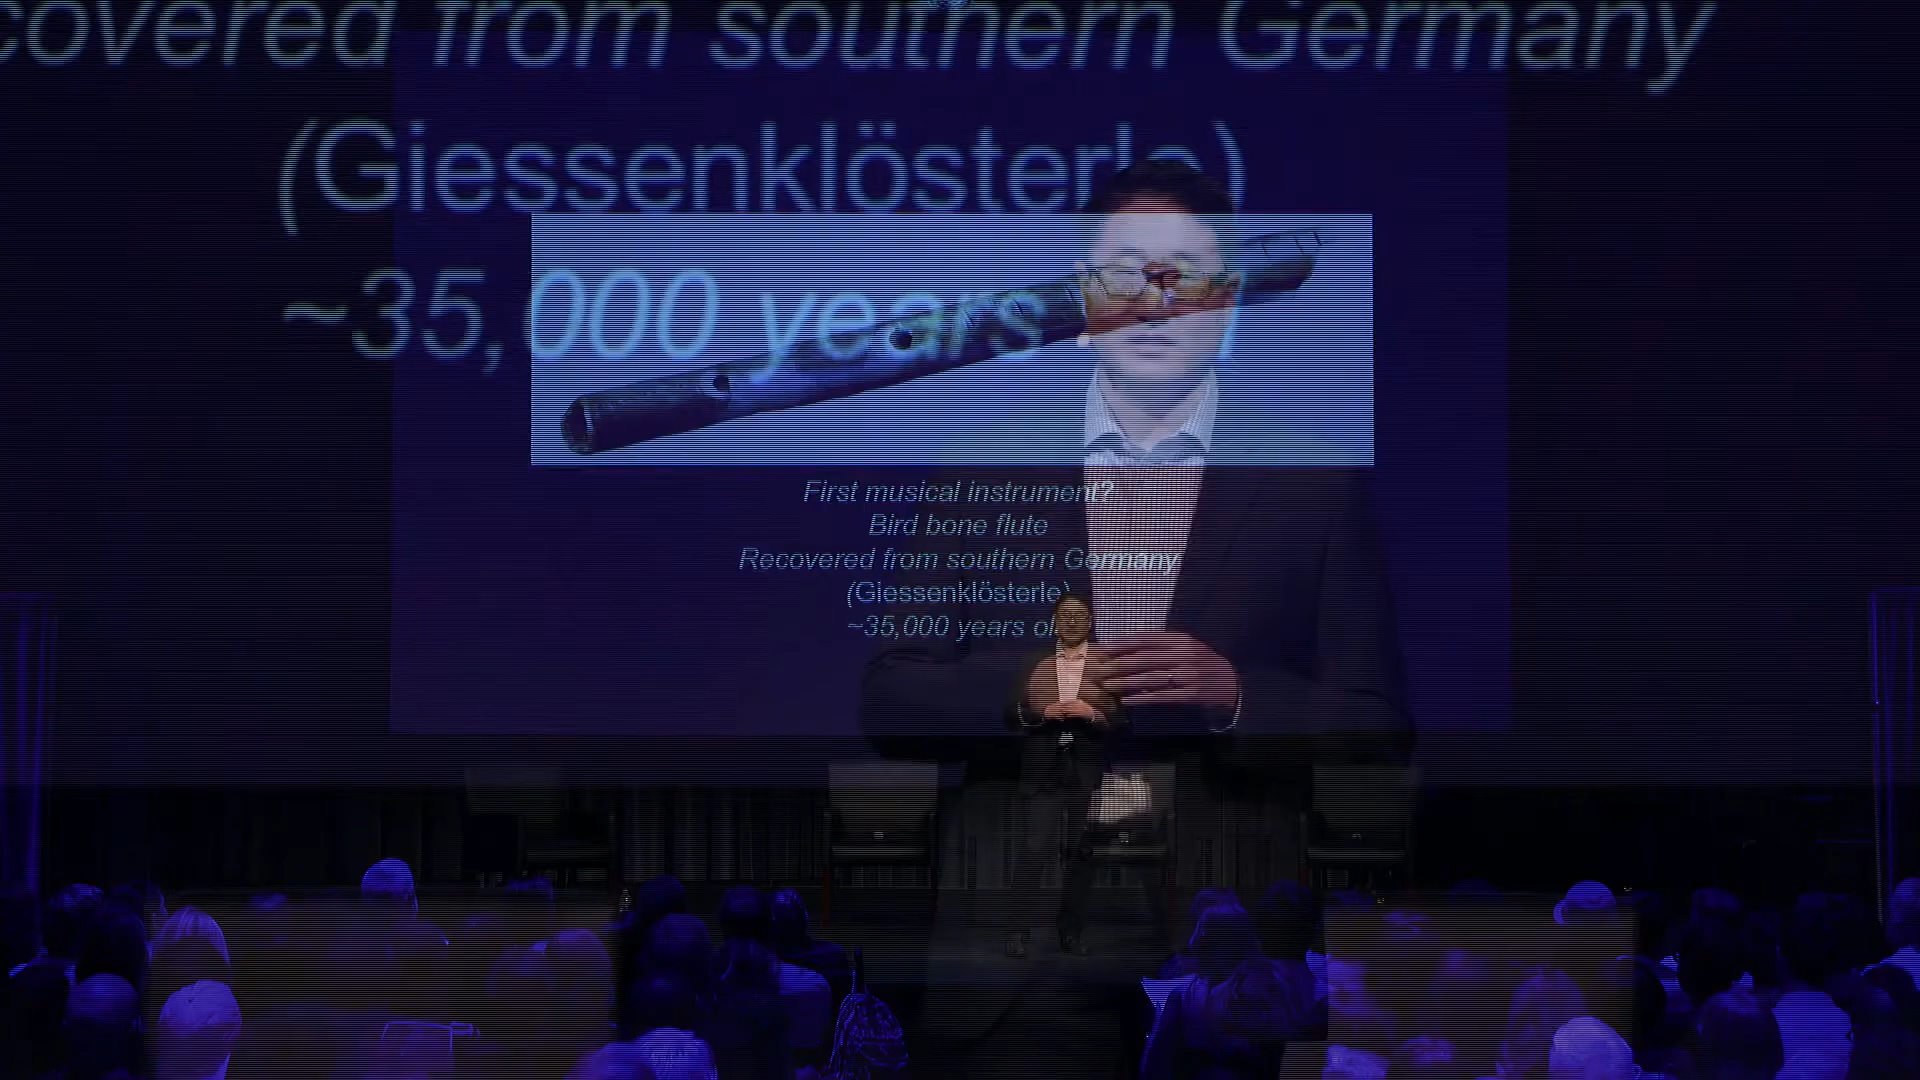 covered from southern Germany
(Giessenklösterle)
~35,000 years
First musical instrument?
Bird bone flute
Recovered from southern Germany
(Giessenklösterle)
~35,000 years old